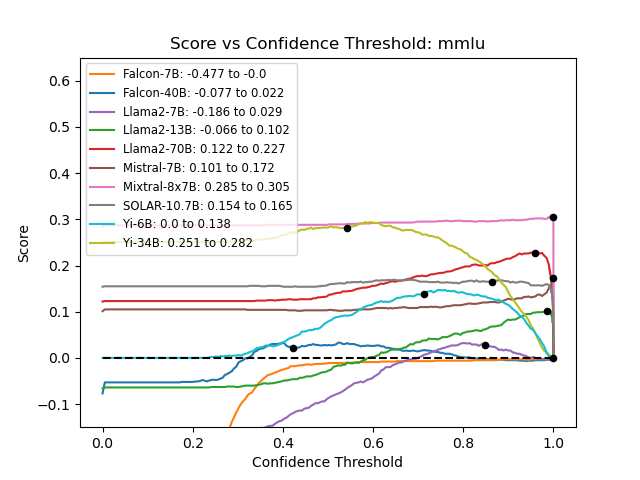 Score vs Confidence Threshold: mmlu
Falcon-7B: -0.477 to -0.0
Falcon-40B: -0.077 to 0.022
Llama2-7B: -0.186 to 0.029
Llama2-13B: -0.066 to 0.102
Llama2-70B: 0.122 to 0.227
Mistral-7B: 0.101 to 0.172
Mixtral-8x7B: 0.285 to 0.305
SOLAR-10.7B: 0.154 to 0.165
Yi-6B: 0.0 to 0.138
Yi-34B: 0.251 to 0.282
Score
0.6
0.5
0.4
0.3
0.2
0.1
0.0
−0.1
0.0 0.2 0.4 0.6 0.8 1.0
Confidence Threshold